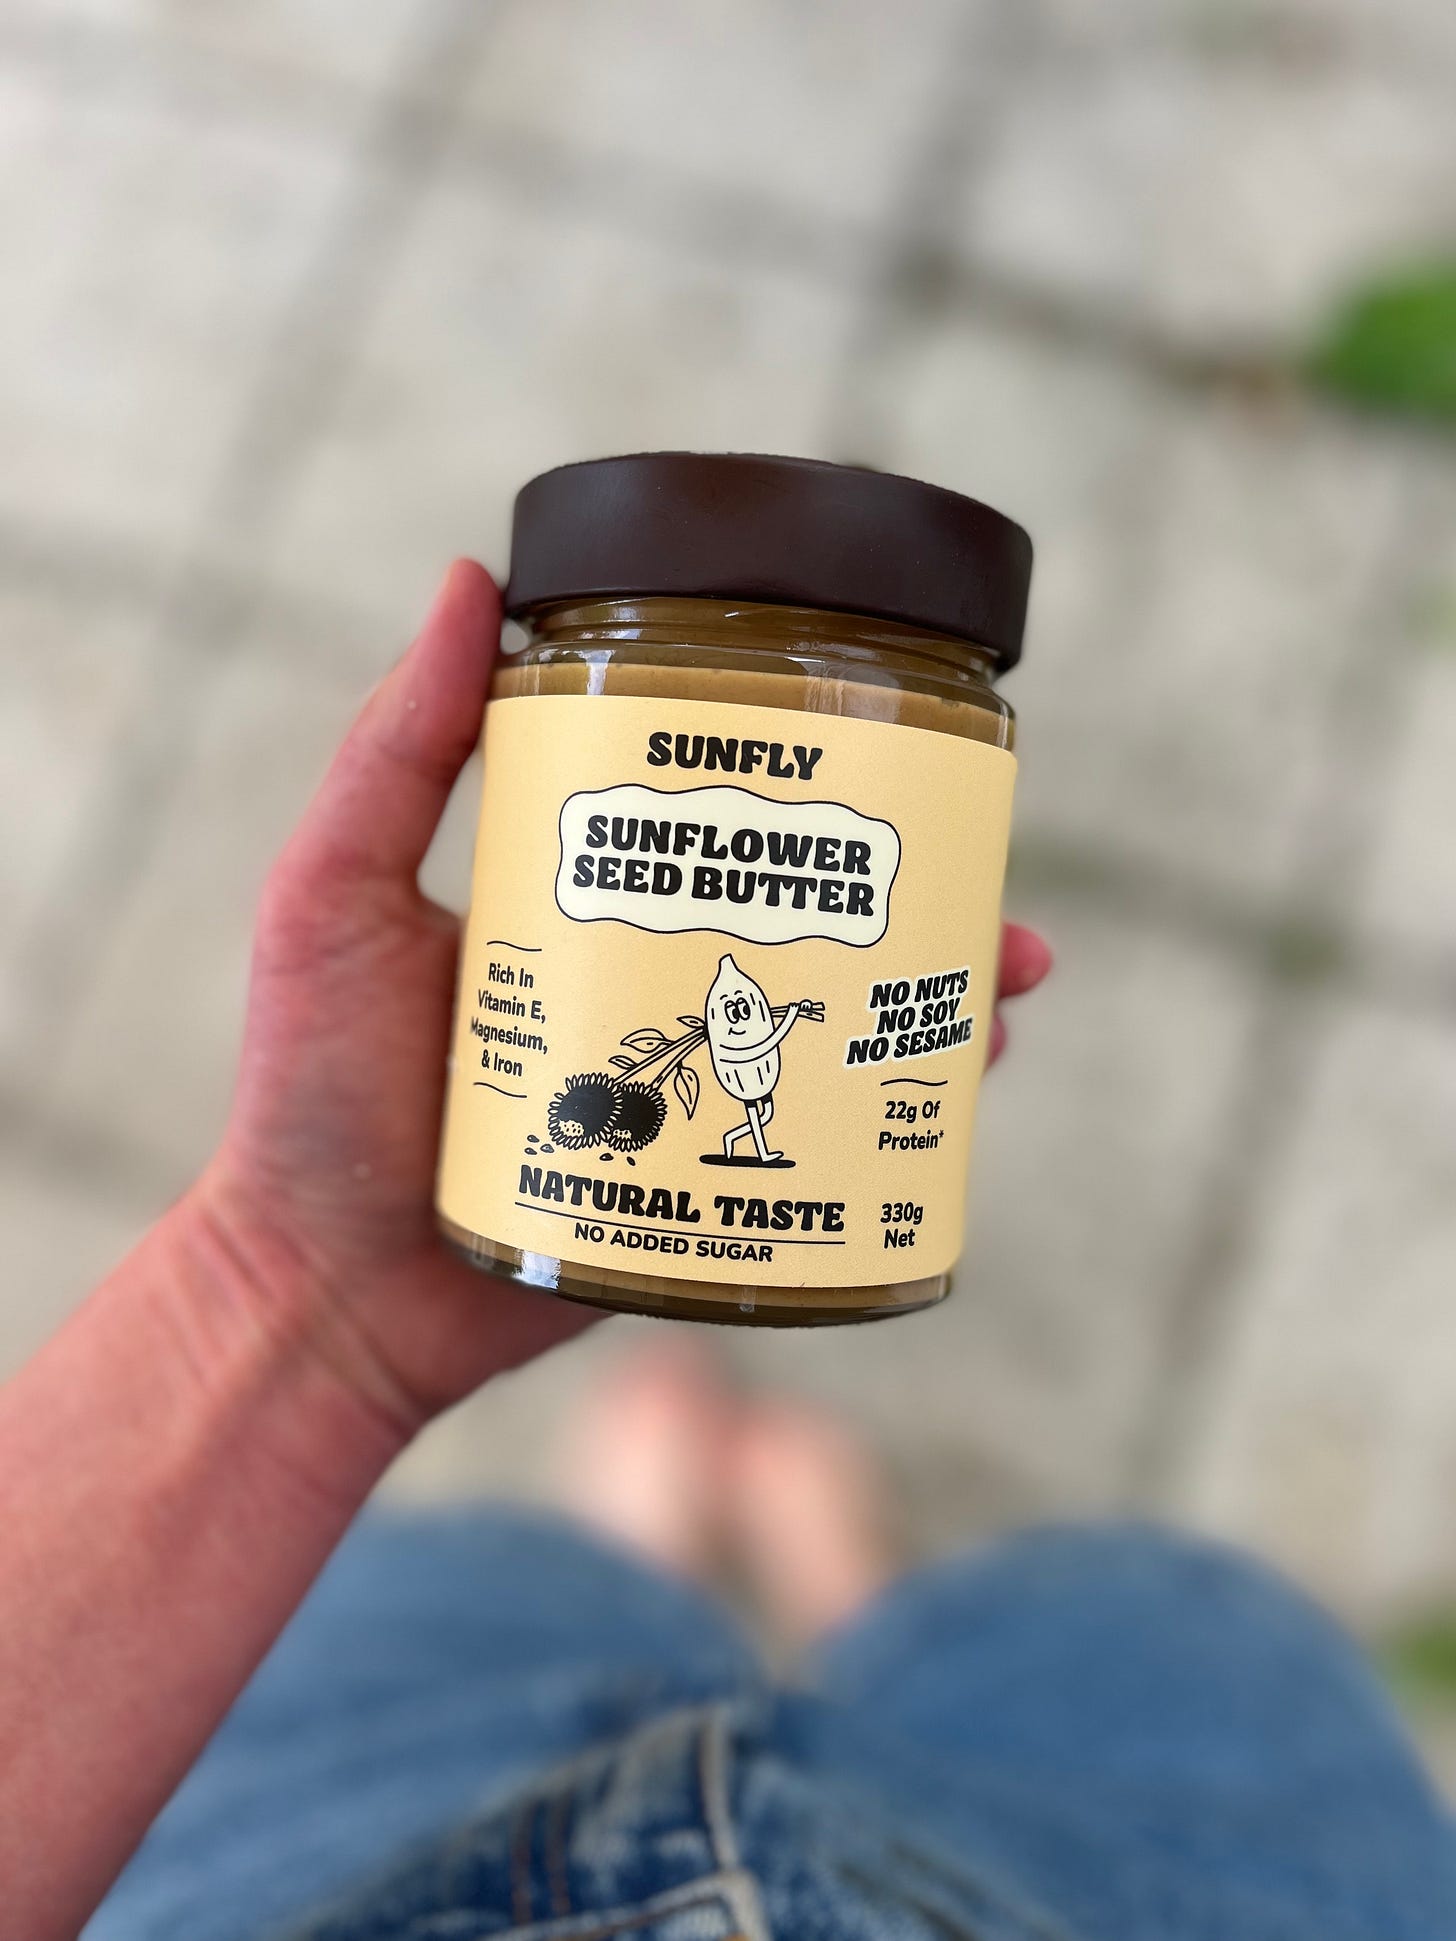 SUNFLY
SUNFLOWER
SEED BUTTER
Rich In
Vitamin E,
Magnesium,
& Iron
NO NUTS
NO SOY
NO SESAME
22g Of
Protein*
NATURAL TASTE
NO ADDED SUGAR
330g
Net